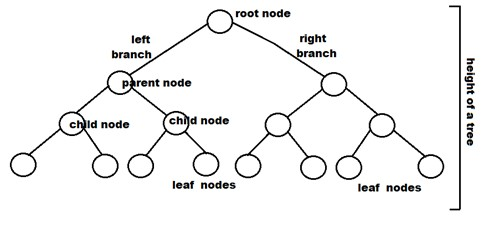 root node
left
branch
right
branch
parent node
child node
child node
leaf nodes
leaf nodes
height of a tree